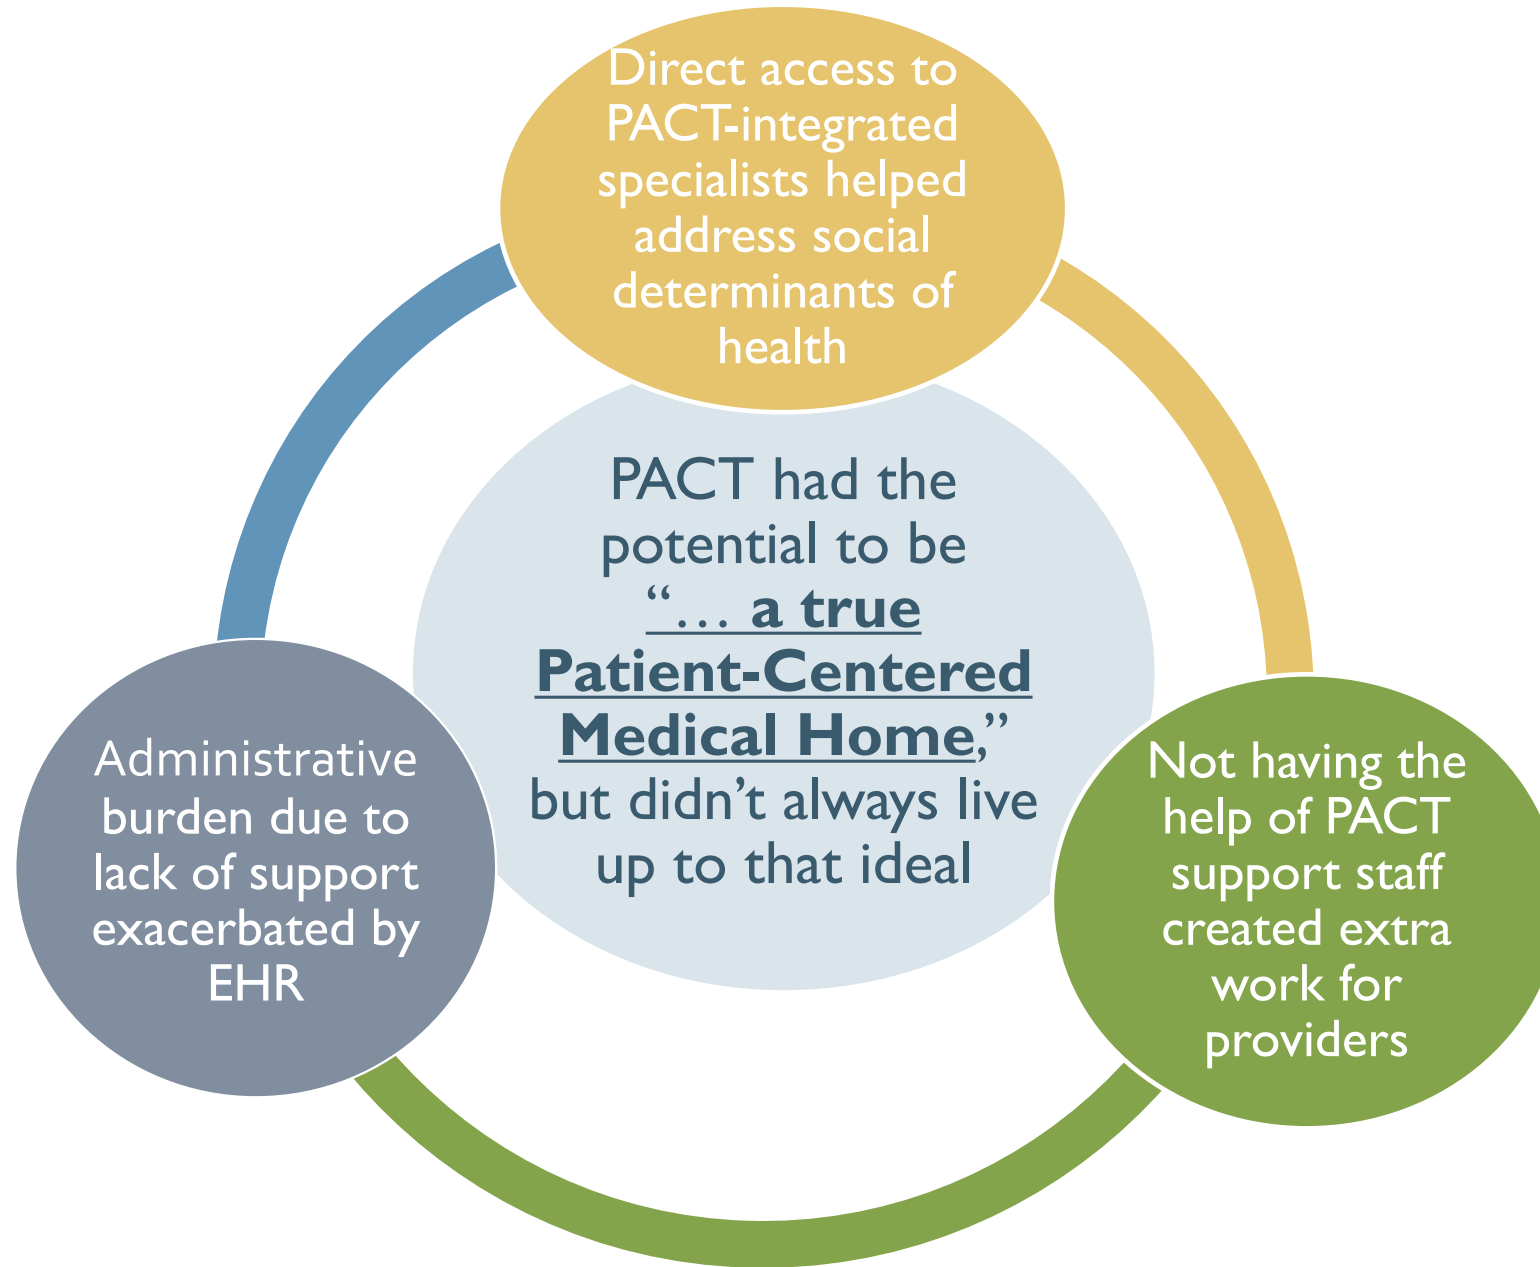 Direct access to
PACT-integrated
specialists helped
address social
determinants of
health
PACT had the
potential to be
“… a true
Patient-Centered
Medical Home,”
but didn’t always live
up to that ideal
Administrative
burden due to
lack of support
exacerbated by
EHR
Not having the
help of PACT
support staff
created extra
work for
providers